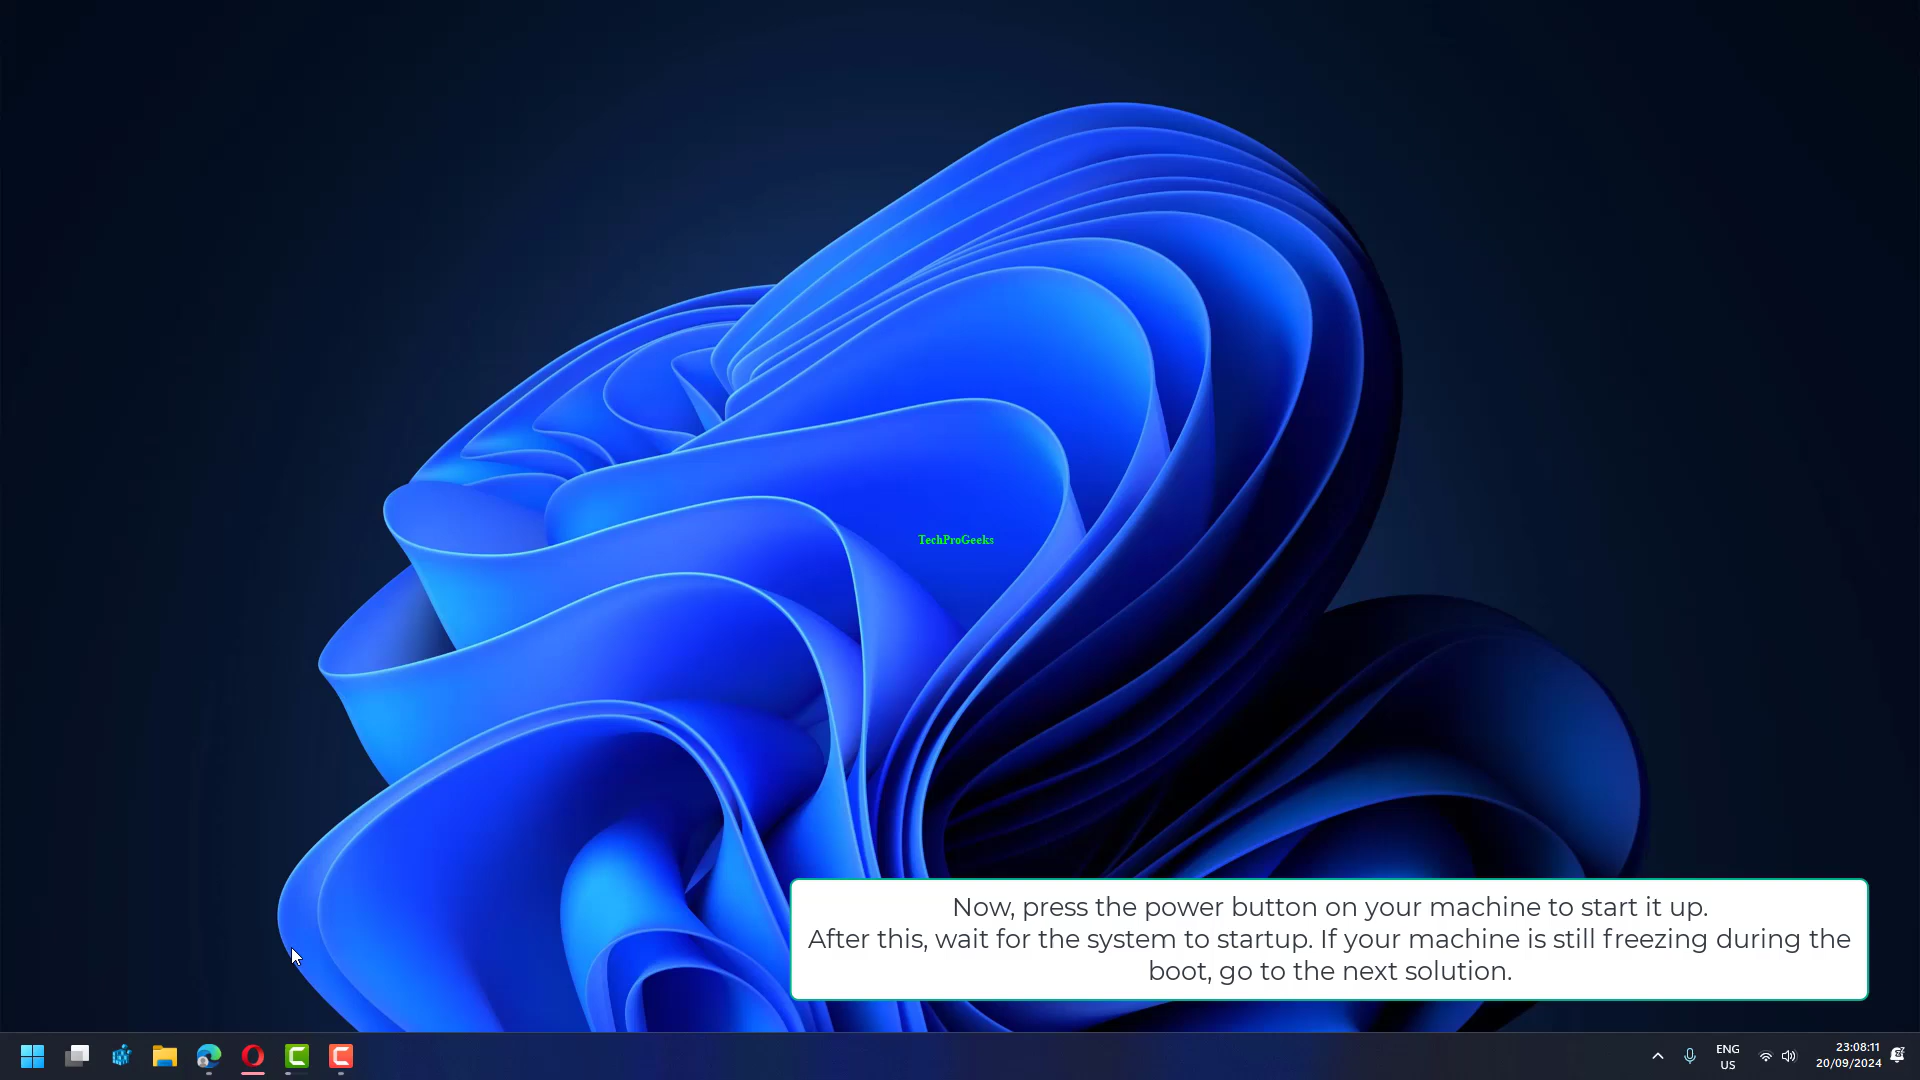 TechProGeeks
Now, press the power button on your machine to start it up.
After this, wait for the system to startup. If your machine is still freezing during the
boot, go to the next solution.
ENG
US
23:08:11
20/09/2024